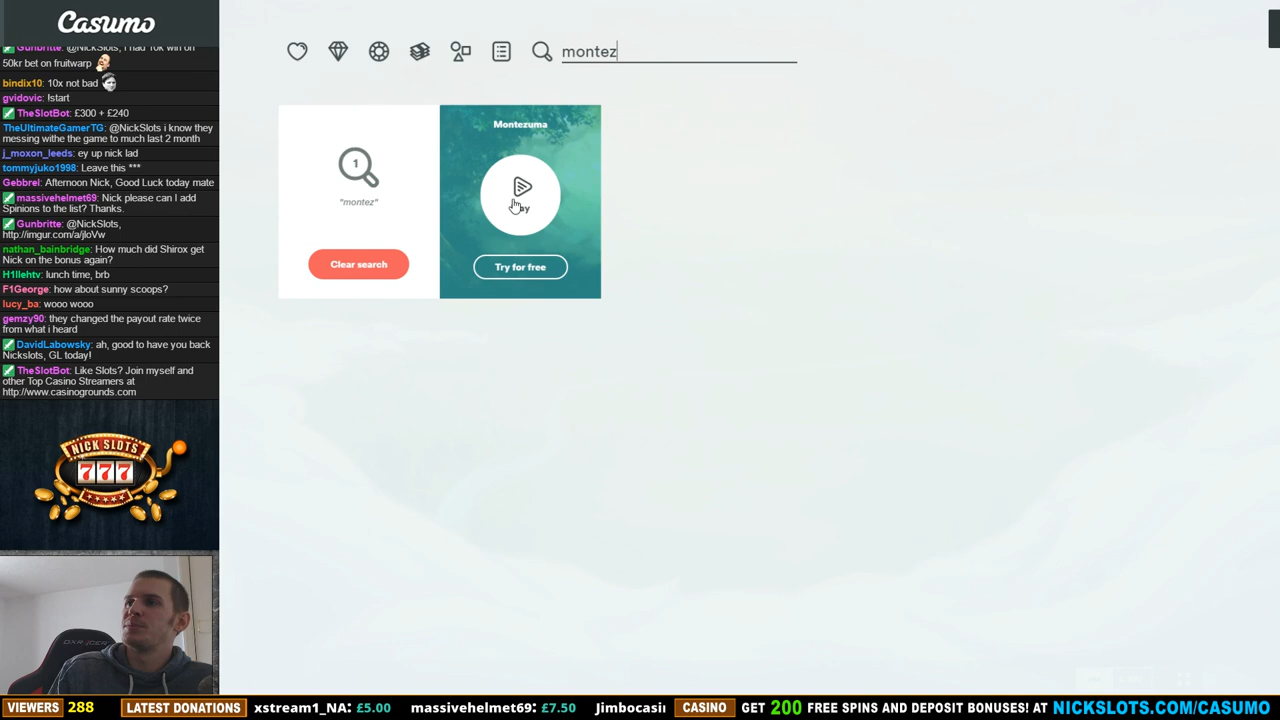 Casumo
Gunbritte: @NickSlots, i had 10k win on
50kr bet on fruitwarp
bindix10: 10x not bad
gvidovic: !start
TheSlotBot: £300 + £240
TheUltimateGamerTG: @NickSlots i know they
messing withe the game to much last 2 month
j_moxon_leeds: ey up nick lad
tommyjuko1998: Leave this ***
Gebbrel: Afternoon Nick, Good Luck today mate
massivehelmet69: Nick please can I add
Spinions to the list? Thanks.
Gunbritte: @NickSlots,
http://imgur.com/a/jloVw
nathan_bainbridge: How much did Shirox get
Nick on the bonus again?
H1llehtv: lunch time, brb
F1George: how about sunny scoops?
lucy_ba: wooo wooo
gemzy90: they changed the payout rate twice
from what i heard
DavidLabowsky: ah, good to have you back
Nickslots, GL today!
TheSlotBot: Like Slots? Join myself and
other Top Casino Streamers at
http://www.casinogrounds.com
NICK SLOTS
777
montez
1
"montez"
Clear search
Montezuma
Try for free
DXRACER
VIEWERS 288 LATEST DONATIONS xstream1_NA: £5.00 massivehelmet69: £7.50 Jimbocasi CASINO GET 200 FREE SPINS AND DEPOSIT BONUSES! AT NICKSLOTS.COM/CASUMO